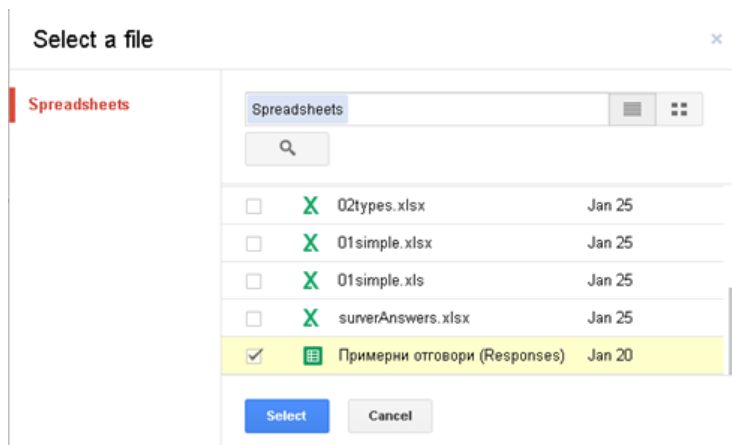 Select a file
×
Spreadsheets
Spreadsheets
02types.xlsx Jan 25
01simple.xlsx Jan 25
01simple.xls Jan 25
surverAnswers.xlsx Jan 25
Примерни отговори (Responses) Jan 20
Select Cancel